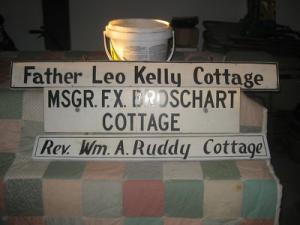 Father Leo Kelly Cottage
MSGR. F.X. BROSCHART
COTTAGE
Rev. Wm. A. Ruddy Cottage